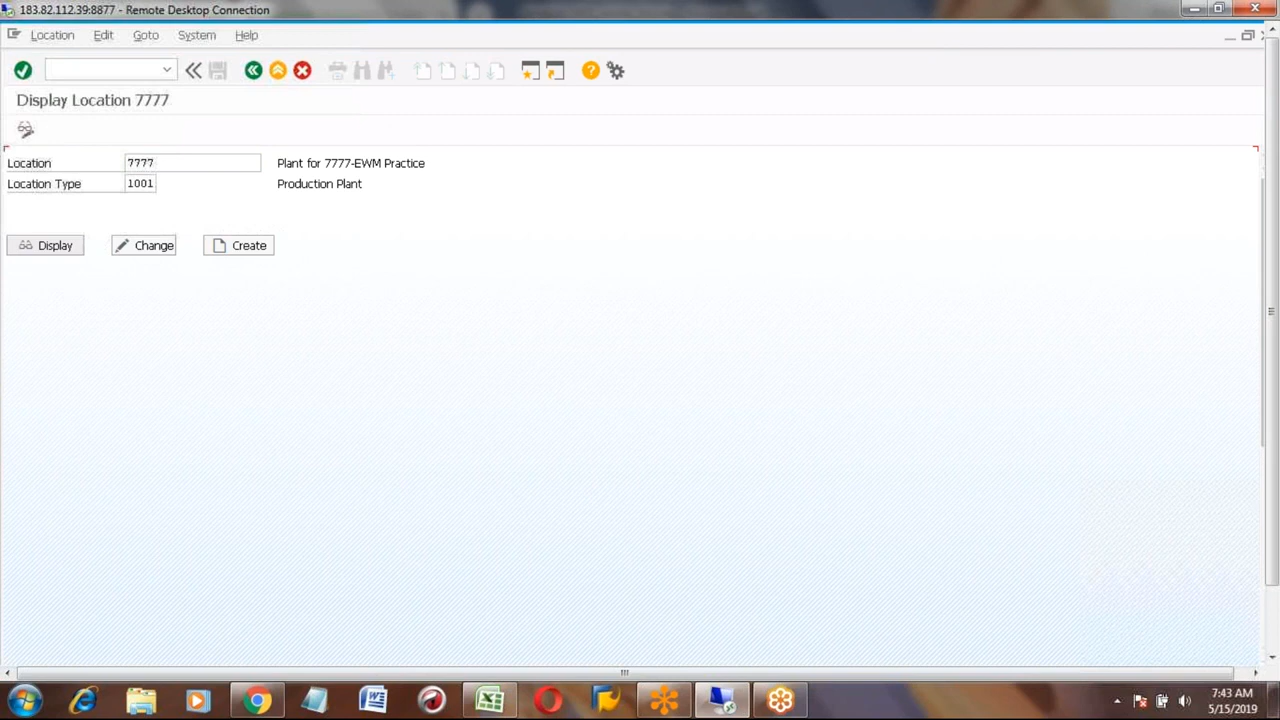 183.82.112.39:8877 - Remote Desktop Connection
Location Edit Goto System Help
Display Location 7777
Location 7777 Plant for 7777-EWM Practice
Location Type 1001 Production Plant
Display Change Create
7:43 AM
5/15/2019